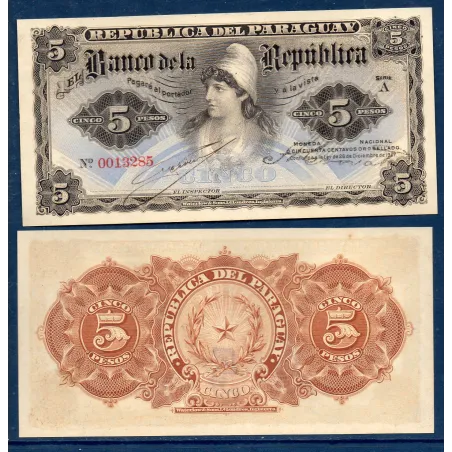 REPUBLICA DEL PARAGUAY
5 5 PESOS
EL Banco de la República
Pagará al portador y a la vista
Serie A
CINCO 5 PESOS CINCO 5 PESOS
Nº 0013285
MONEDA NACIONAL
CINCO
EL INSPECTOR EL DIRECTOR
5 5
REPUBLICA DEL PARAGUAY
CINCO 5 PESOS
CINCO
CINCO 5 PESOS